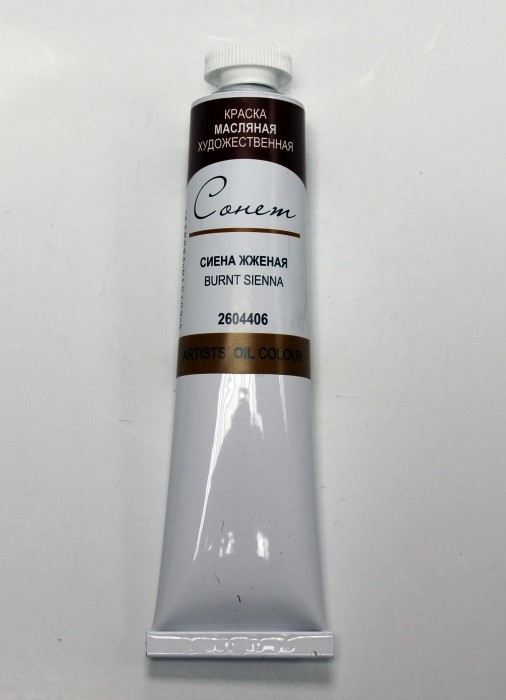 КРАСКА
МАСЛЯНАЯ
ХУДОЖЕСТВЕННАЯ
Сонет
СИЕНА ЖЖЕНАЯ
BURNT SIENNA
2604406
ARTISTS' OIL COLOUR